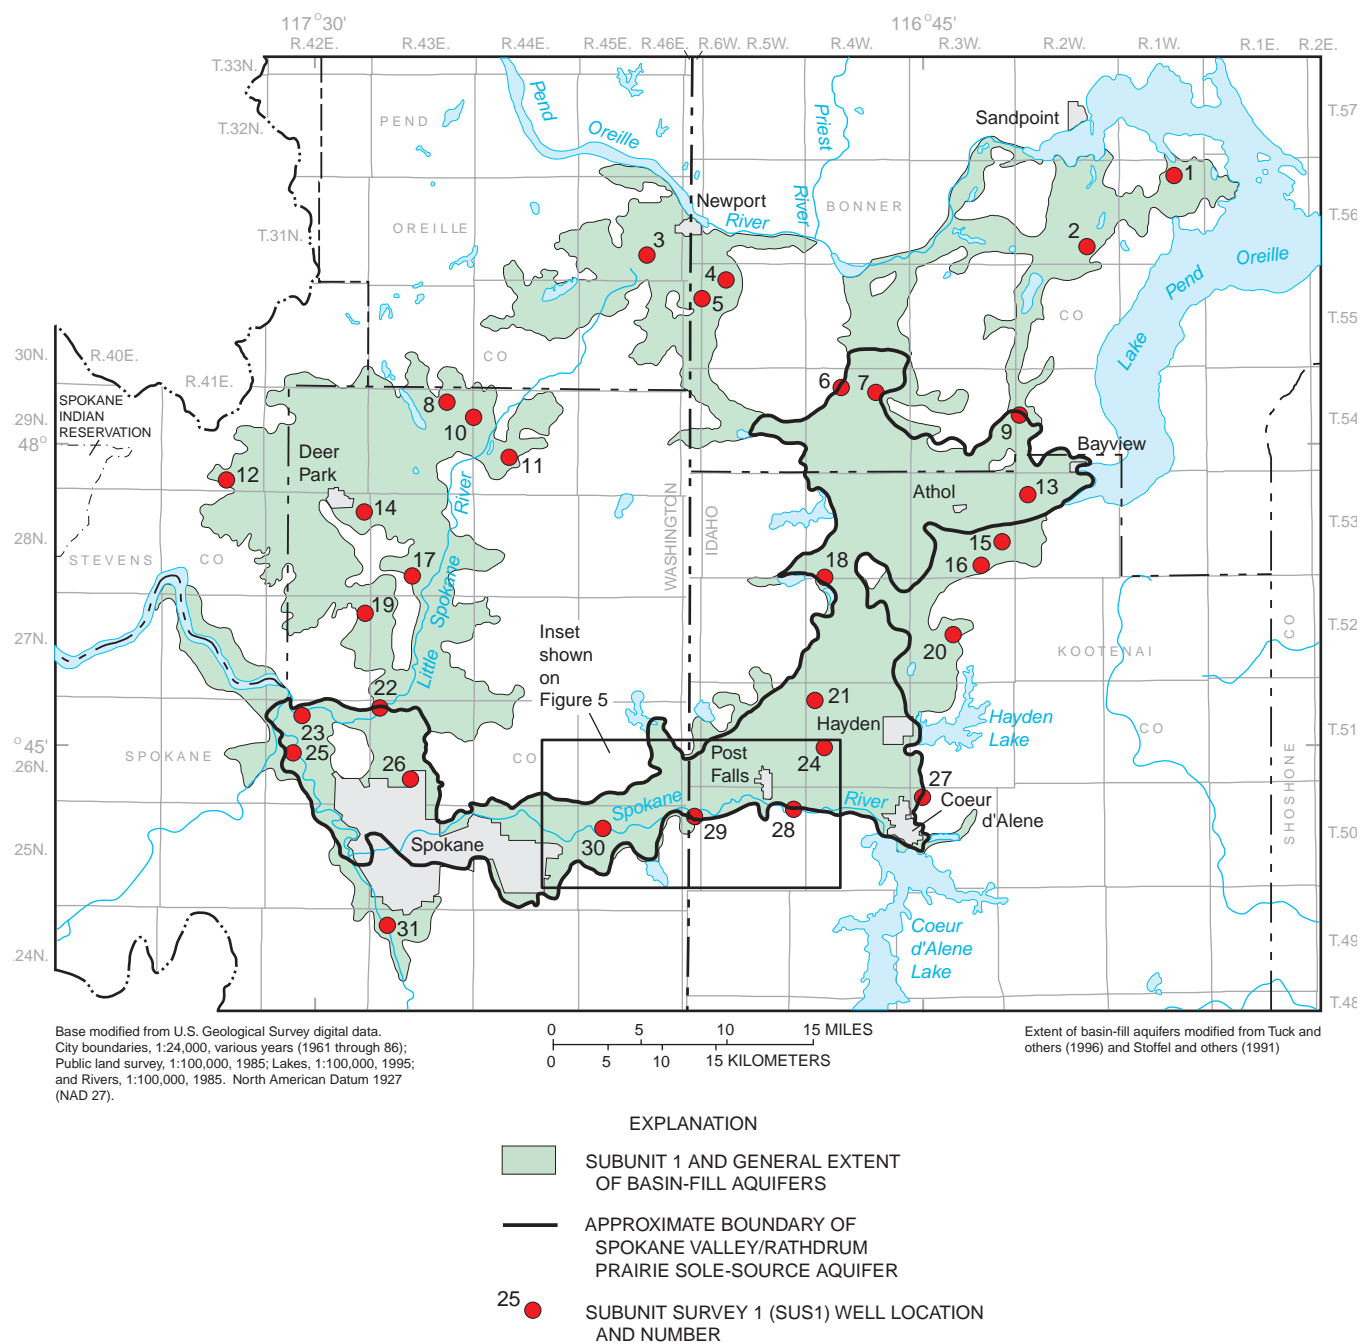 117°30'
116°45'
R.42E.
R.43E.
R.44E.
R.45E.
R.46E.
R.6W.
R.5W.
R.4W.
R.3W.
R.2W.
R.1W.
R.1E.
R.2E.
T.33N.
T.32N.
T.31N.
30N.
R.40E.
R.41E.
29N.
48°
28N.
27N.
°45'
26N.
25N.
24N.
T.57
T.56
T.55
T.54
T.53
T.52
T.51
T.50
T.49
T.48
PEND
OREILLE
CO
Pend
Oreille
River
Priest
River
BONNER
CO
Sandpoint
Newport
Lake
Pend
Oreille
SPOKANE
INDIAN
RESERVATION
STEVENS
CO
Deer
Park
Little
Spokane
River
WASHINGTON
IDAHO
Bayview
Athol
KOOTENAI
CO
SHOSHONE
CO
Inset
shown
on
Figure 5
SPOKANE
CO
Hayden
Hayden
Lake
Post
Falls
Spokane
River
Coeur
d'Alene
Spokane
Coeur
d'Alene
Lake
1
2
3
4
5
6
7
8
9
10
11
12
13
14
15
16
17
18
19
20
21
22
23
24
25
26
27
28
29
30
31
Base modified from U.S. Geological Survey digital data.
City boundaries, 1:24,000, various years (1961 through 86);
Public land survey, 1:100,000, 1985; Lakes, 1:100,000, 1995;
and Rivers, 1:100,000, 1985. North American Datum 1927
(NAD 27).
0 5 10 15 MILES
0 5 10 15 KILOMETERS
Extent of basin-fill aquifers modified from Tuck and
others (1996) and Stoffel and others (1991)
EXPLANATION
SUBUNIT 1 AND GENERAL EXTENT
OF BASIN-FILL AQUIFERS
APPROXIMATE BOUNDARY OF
SPOKANE VALLEY/RATHDRUM
PRAIRIE SOLE-SOURCE AQUIFER
25
SUBUNIT SURVEY 1 (SUS1) WELL LOCATION
AND NUMBER